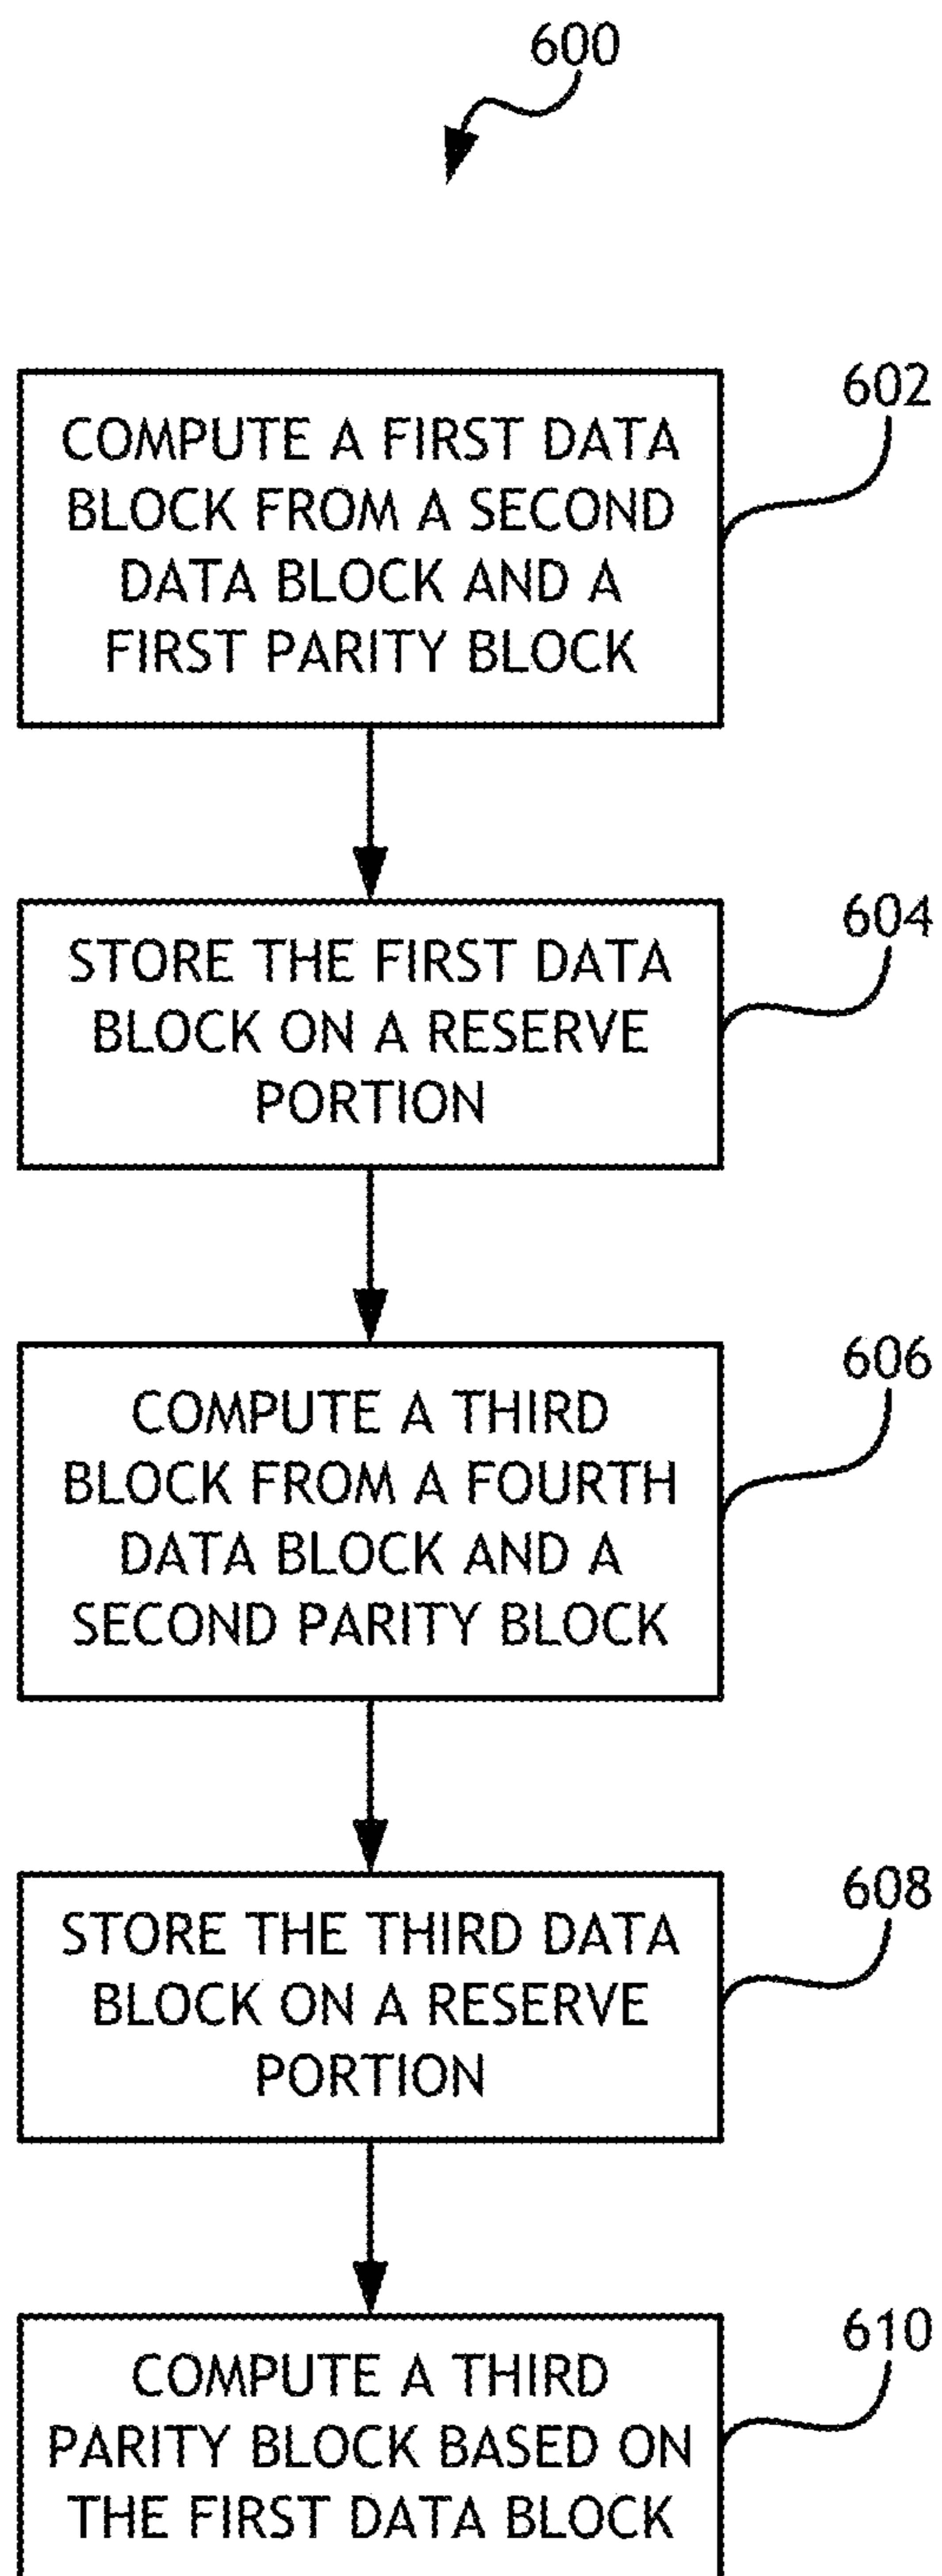 600
602
COMPUTE A FIRST DATA
BLOCK FROM A SECOND
DATA BLOCK AND A
FIRST PARITY BLOCK
604
STORE THE FIRST DATA
BLOCK ON A RESERVE
PORTION
606
COMPUTE A THIRD
BLOCK FROM A FOURTH
DATA BLOCK AND A
SECOND PARITY BLOCK
608
STORE THE THIRD DATA
BLOCK ON A RESERVE
PORTION
610
COMPUTE A THIRD
PARITY BLOCK BASED ON
THE FIRST DATA BLOCK